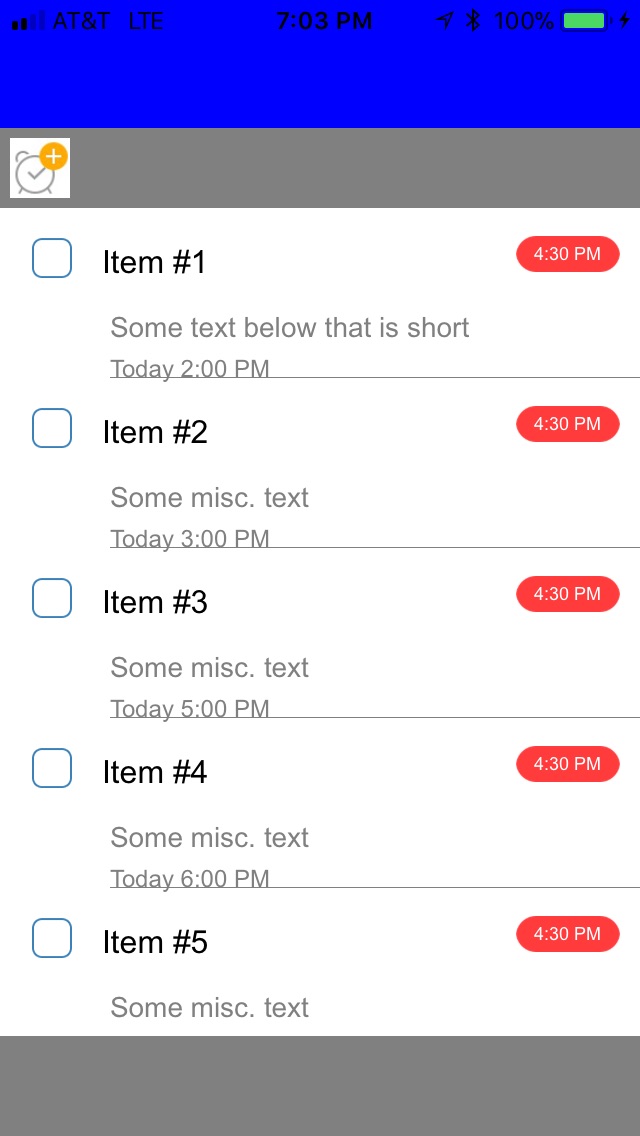 AT&T LTE 7:03 PM 100%
Item #1 4:30 PM
Some text below that is short
Today 2:00 PM
Item #2 4:30 PM
Some misc. text
Today 3:00 PM
Item #3 4:30 PM
Some misc. text
Today 5:00 PM
Item #4 4:30 PM
Some misc. text
Today 6:00 PM
Item #5 4:30 PM
Some misc. text